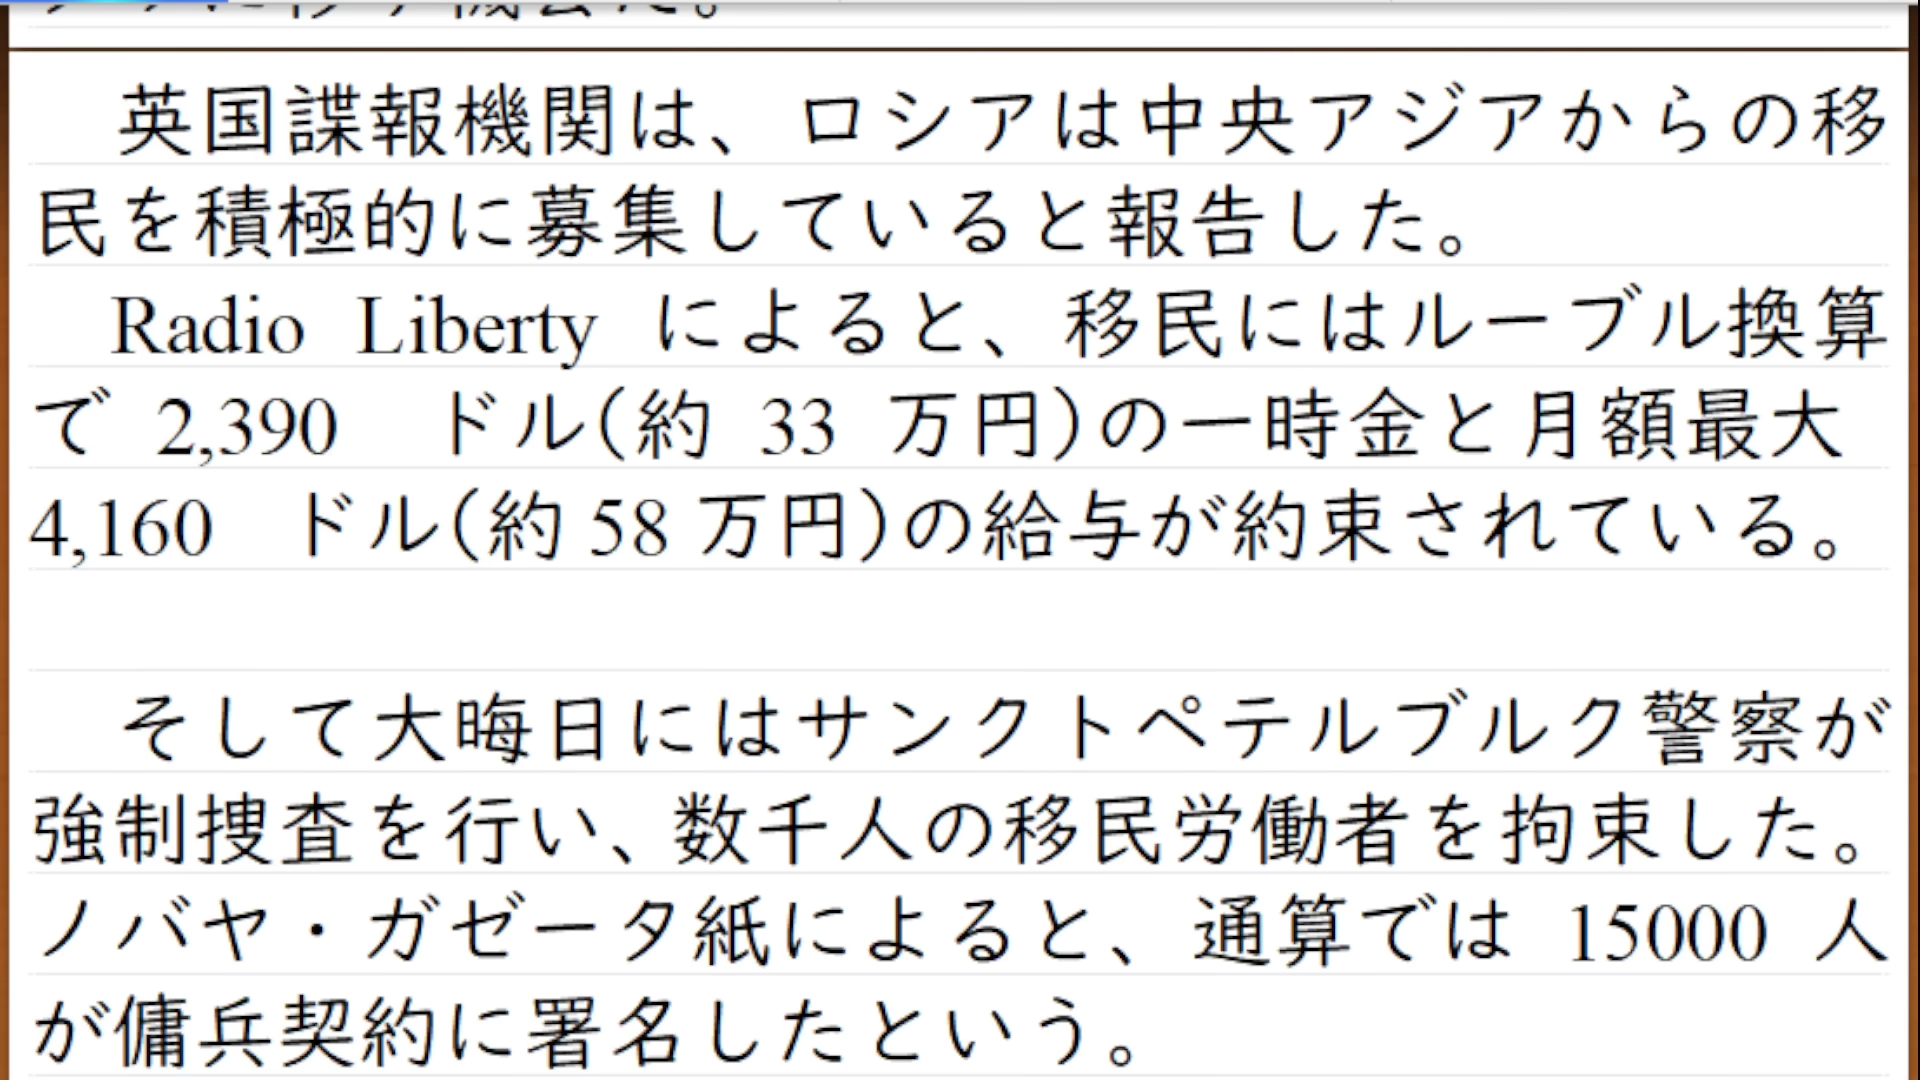 英国諜報機関は、ロシアは中央アジアからの移
民を積極的に募集していると報告した。
Radio Liberty によると、移民にはルーブル換算
で 2,390 ドル(約 33 万円)の一時金と月額最大
4,160 ドル(約 58 万円)の給与が約束されている。
そして大晦日にはサンクトペテルブルク警察が
強制捜査を行い、数千人の移民労働者を拘束した。
ノバヤ・ガゼータ紙によると、通算では 15000 人
が傭兵契約に署名したという。